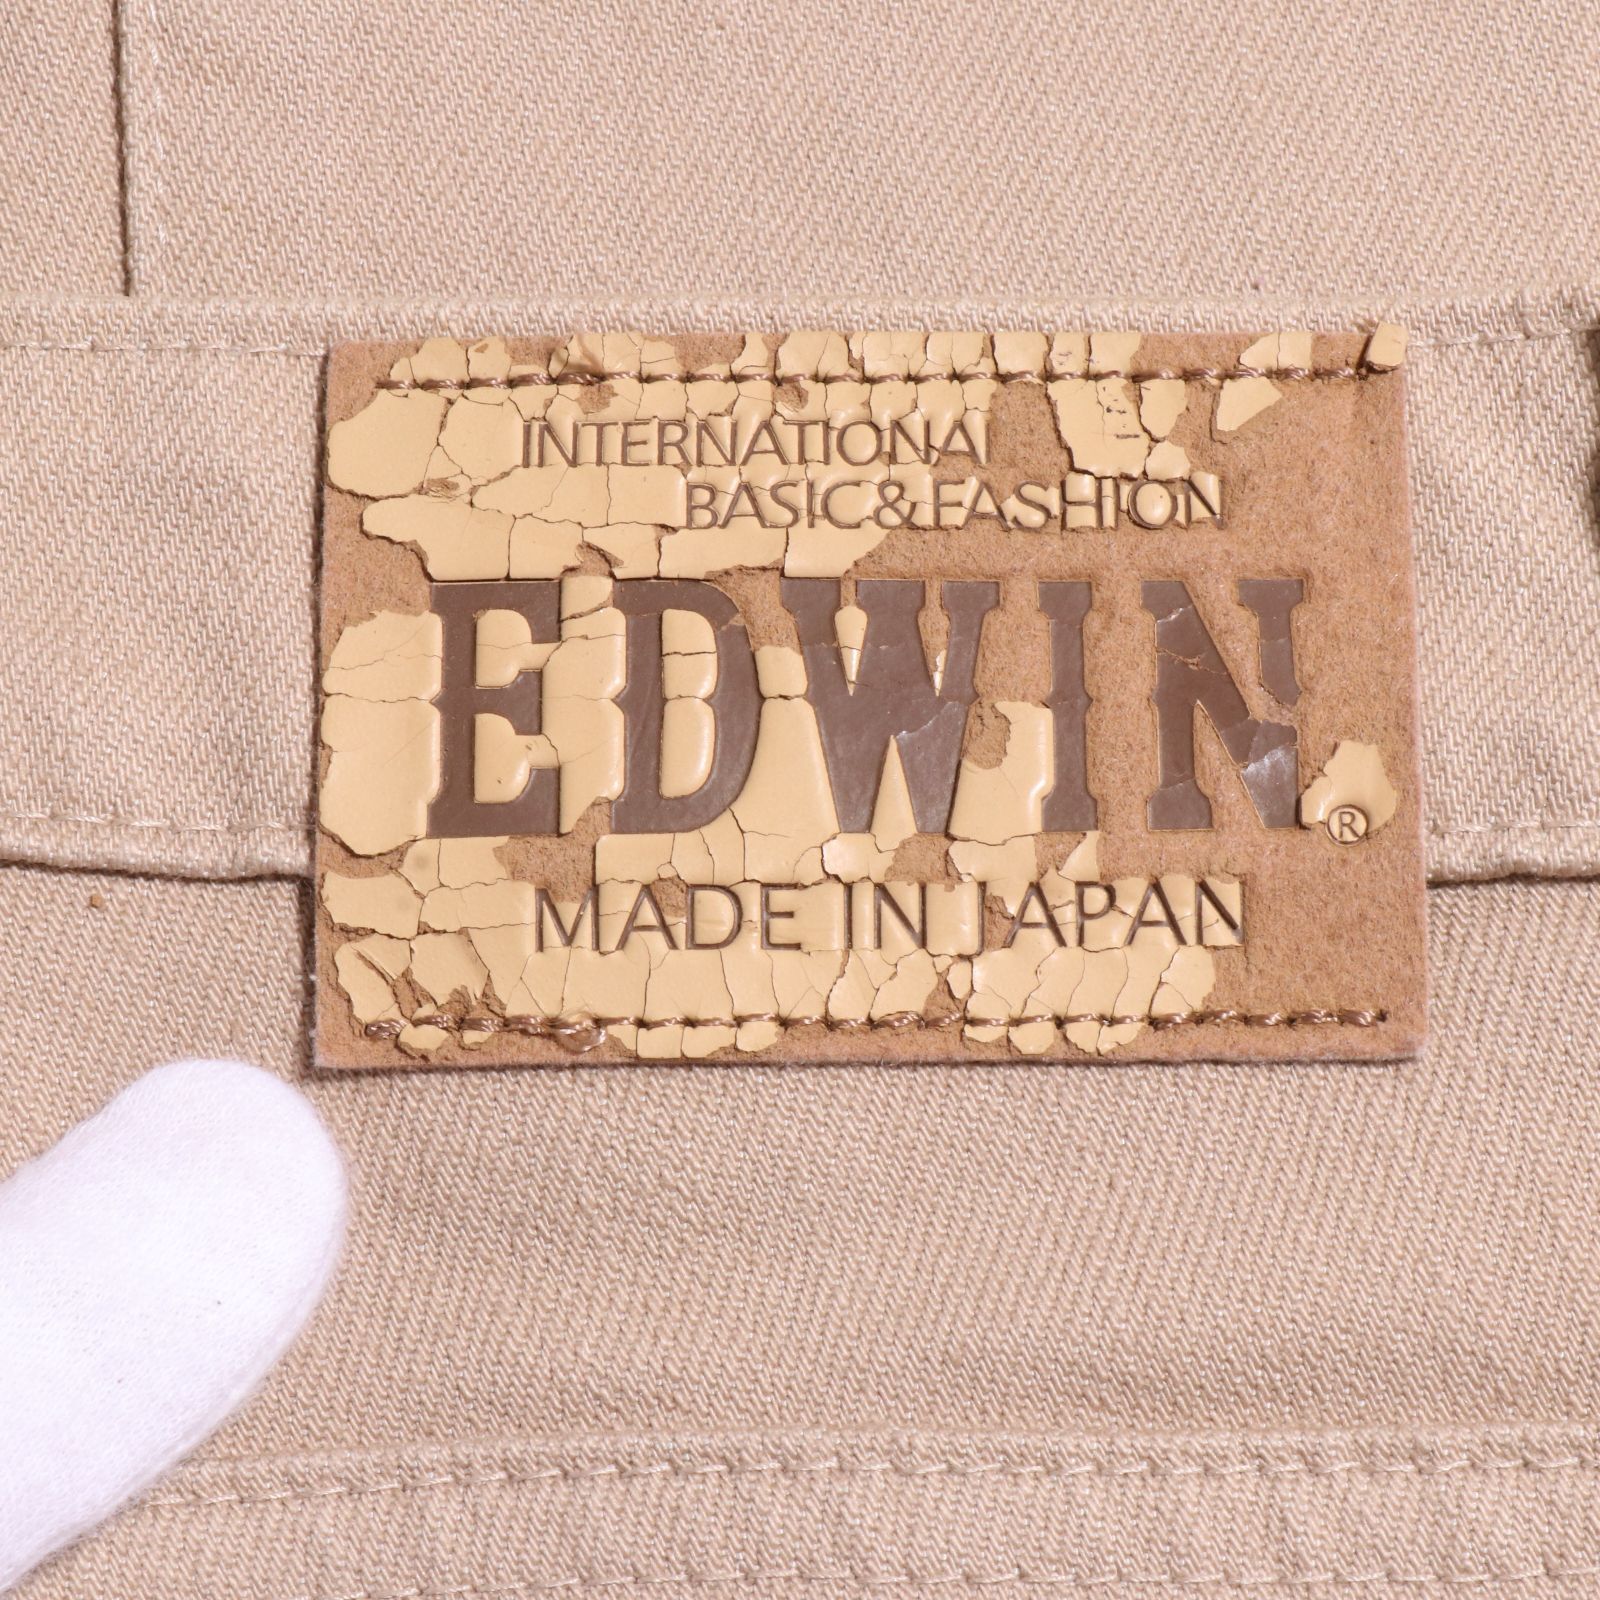 INTERNATIONAL
BASIC&FASHION
EDWIN®
MADE IN JAPAN